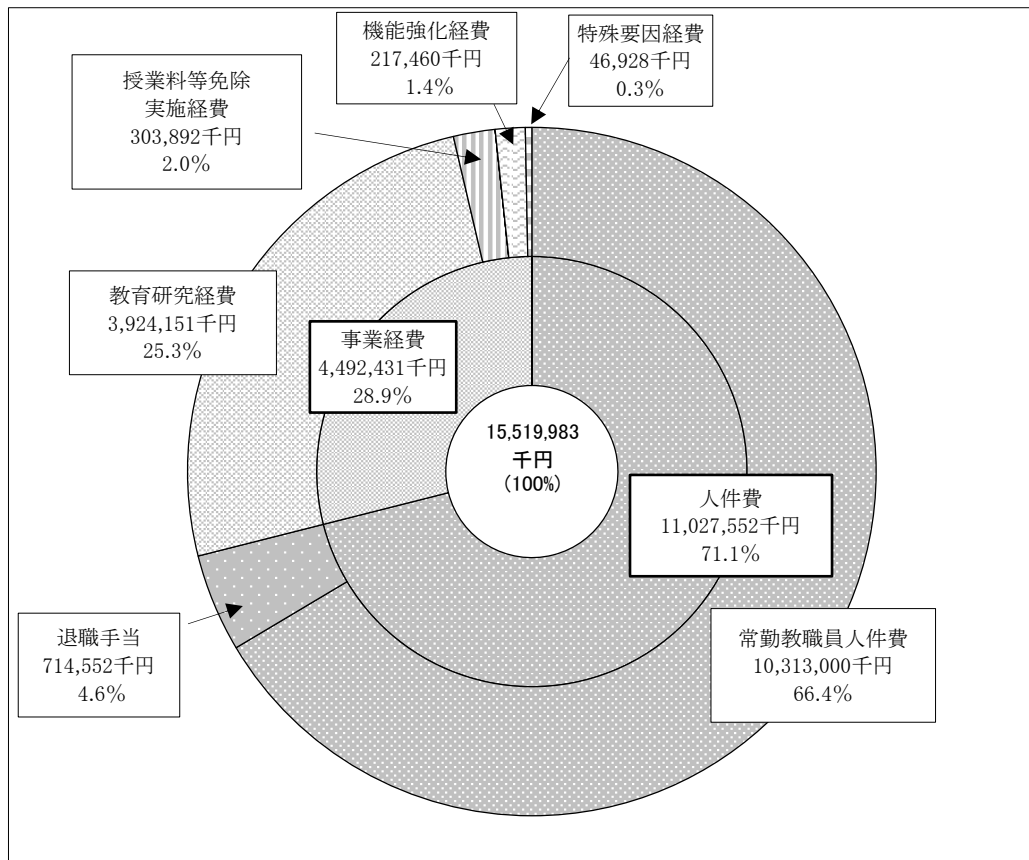 機能強化経費
217,460千円
1.4%
特殊要因経費
46,928千円
0.3%
授業料等免除
実施経費
303,892千円
2.0%
教育研究経費
3,924,151千円
25.3%
事業経費
4,492,431千円
28.9%
15,519,983
千円
(100%)
人件費
11,027,552千円
71.1%
退職手当
714,552千円
4.6%
常勤教職員人件費
10,313,000千円
66.4%